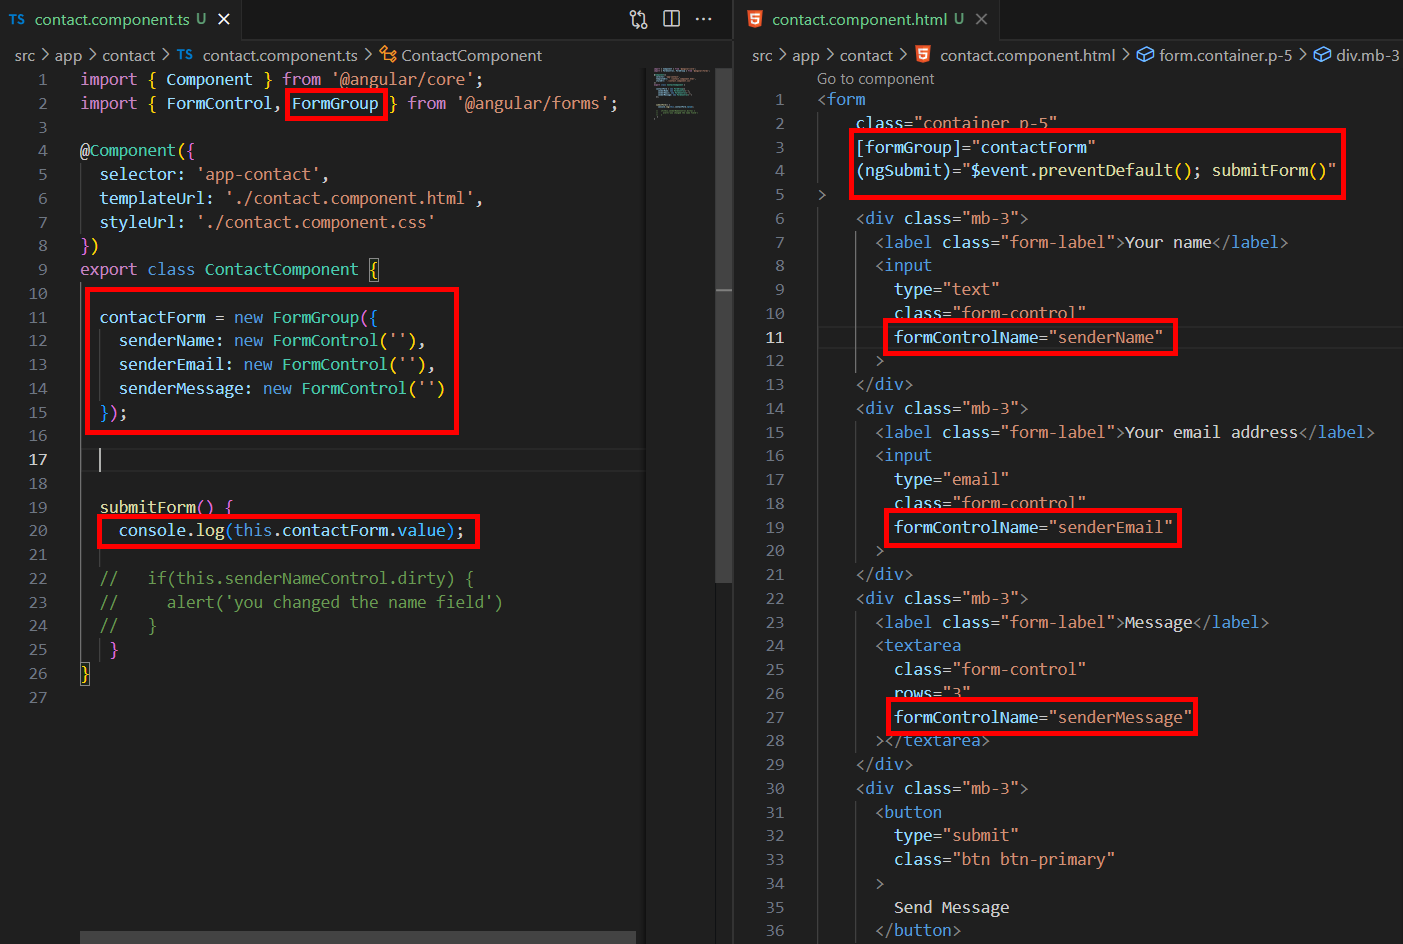 TS contact.component.ts U
src > app > contact > TS contact.component.ts > ContactComponent
1 import { Component } from '@angular/core';
2 import { FormControl, FormGroup } from '@angular/forms';
3
4 @Component({
5 selector: 'app-contact',
6 templateUrl: './contact.component.html',
7 styleUrl: './contact.component.css'
8 })
9 export class ContactComponent {
10
11 contactForm = new FormGroup({
12 senderName: new FormControl(''),
13 senderEmail: new FormControl(''),
14 senderMessage: new FormControl('')
15 });
16
17
18
19 submitForm() {
20 console.log(this.contactForm.value);
21
22 // if(this.senderNameControl.dirty) {
23 // alert('you changed the name field')
24 // }
25 }
26 }
27
contact.component.html U
src > app > contact > contact.component.html > form.container.p-5 > div.mb-3
Go to component
1 <form
2 class="container p-5"
3 [formGroup]="contactForm"
4 (ngSubmit)="$event.preventDefault(); submitForm()"
5 >
6 <div class="mb-3">
7 <label class="form-label">Your name</label>
8 <input
9 type="text"
10 class="form-control"
11 formControlName="senderName"
12 >
13 </div>
14 <div class="mb-3">
15 <label class="form-label">Your email address</label>
16 <input
17 type="email"
18 class="form-control"
19 formControlName="senderEmail"
20 >
21 </div>
22 <div class="mb-3">
23 <label class="form-label">Message</label>
24 <textarea
25 class="form-control"
26 rows="3"
27 formControlName="senderMessage"
28 ></textarea>
29 </div>
30 <div class="mb-3">
31 <button
32 type="submit"
33 class="btn btn-primary"
34 >
35 Send Message
36 </button>